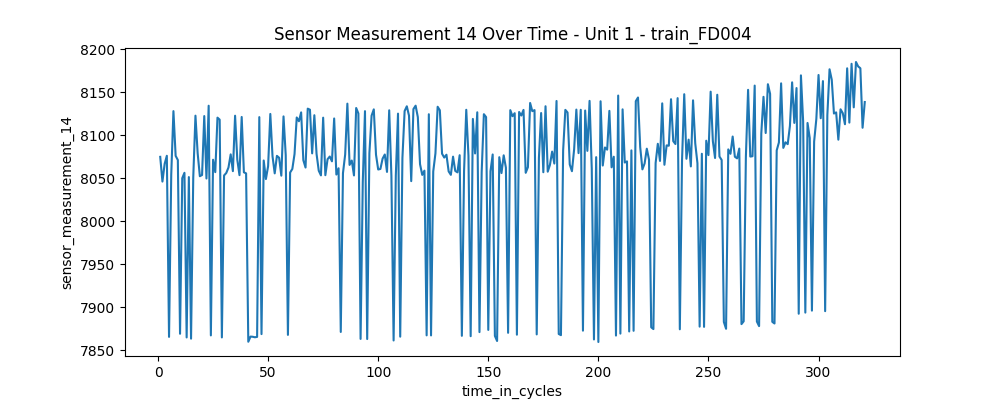 Sensor Measurement 14 Over Time - Unit 1 - train_FD004
sensor_measurement_14
8200
8150
8100
8050
8000
7950
7900
7850
0 50 100 150 200 250 300
time_in_cycles